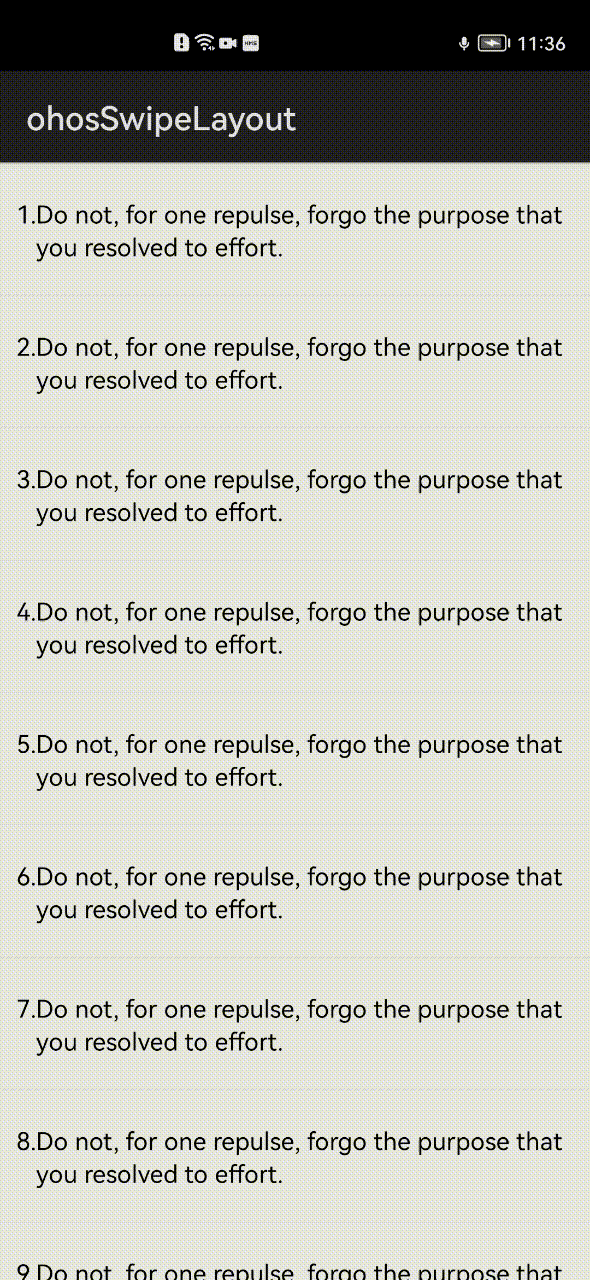 11:36
ohosSwipeLayout
1.Do not, for one repulse, forgo the purpose that
you resolved to effort.
2.Do not, for one repulse, forgo the purpose that
you resolved to effort.
3.Do not, for one repulse, forgo the purpose that
you resolved to effort.
4.Do not, for one repulse, forgo the purpose that
you resolved to effort.
5.Do not, for one repulse, forgo the purpose that
you resolved to effort.
6.Do not, for one repulse, forgo the purpose that
you resolved to effort.
7.Do not, for one repulse, forgo the purpose that
you resolved to effort.
8.Do not, for one repulse, forgo the purpose that
you resolved to effort.
9.Do not, for one repulse, forgo the purpose that